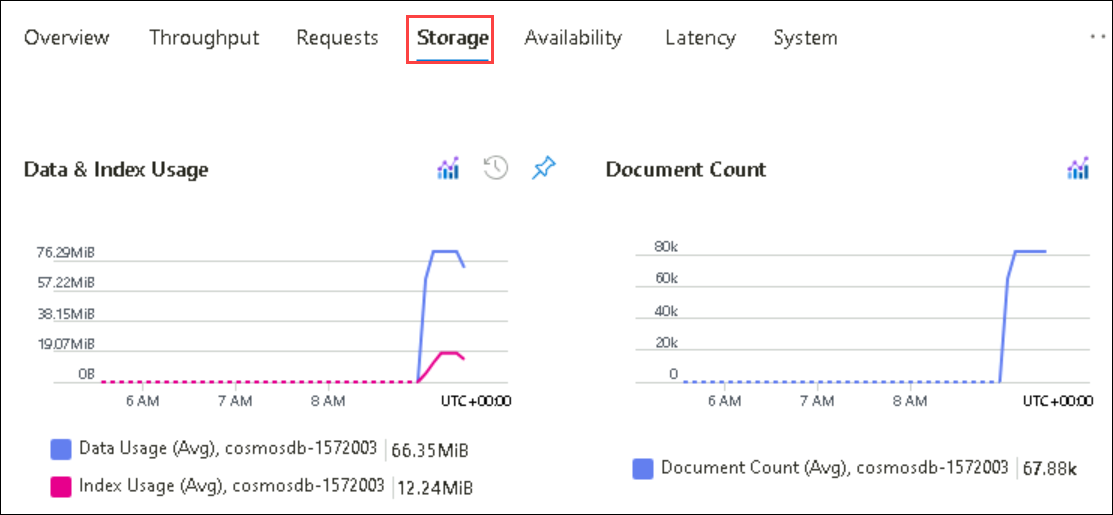 Overview Throughput Requests Storage Availability Latency System ··
Data & Index Usage
76.29MiB
57.22MiB
38.15MiB
19.07MiB
0B
6 AM 7 AM 8 AM UTC+00:00
Data Usage (Avg), cosmosdb-1572003 66.35MiB
Index Usage (Avg), cosmosdb-1572003 12.24MiB
Document Count
80k
60k
40k
20k
0
6 AM 7 AM 8 AM UTC+00:00
Document Count (Avg), cosmosdb-1572003 67.88k